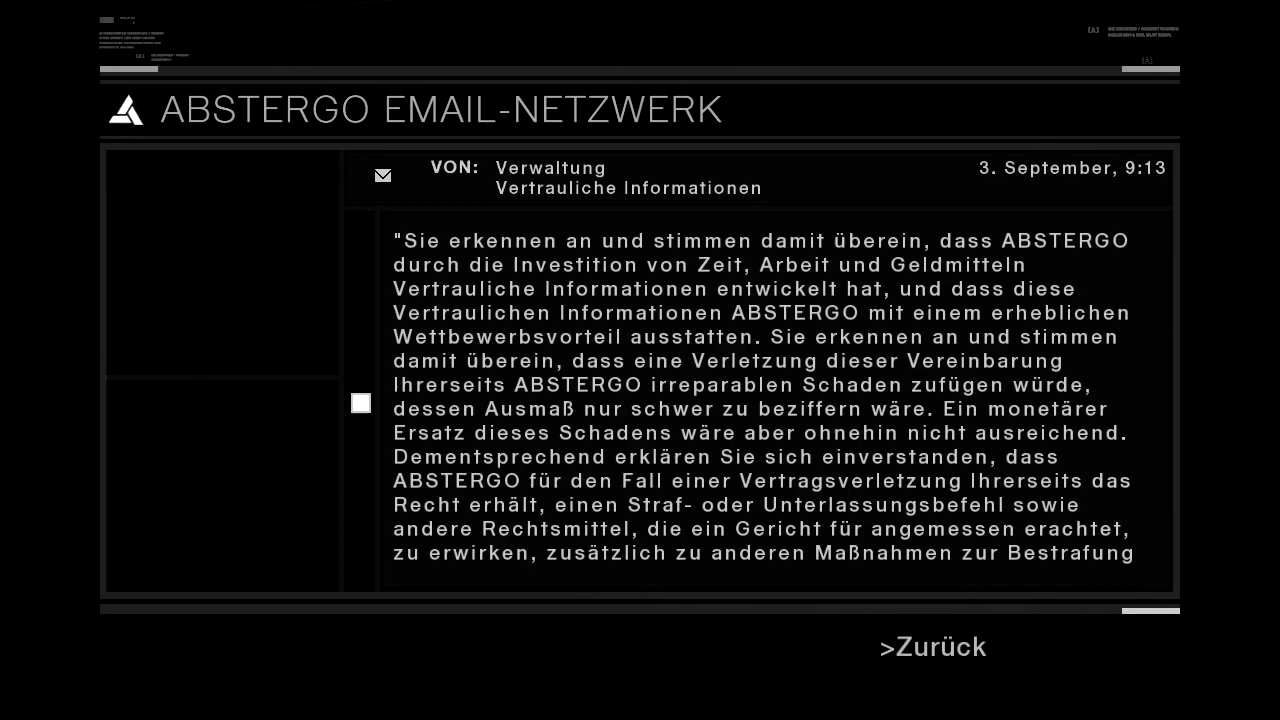 ABSTERGO EMAIL-NETZWERK
VON: Verwaltung 3. September, 9:13
Vertrauliche Informationen
"Sie erkennen an und stimmen damit überein, dass ABSTERGO
durch die Investition von Zeit, Arbeit und Geldmitteln
Vertrauliche Informationen entwickelt hat, und dass diese
Vertraulichen Informationen ABSTERGO mit einem erheblichen
Wettbewerbsvorteil ausstatten. Sie erkennen an und stimmen
damit überein, dass eine Verletzung dieser Vereinbarung
Ihrerseits ABSTERGO irreparablen Schaden zufügen würde,
dessen Ausmaß nur schwer zu beziffern wäre. Ein monetärer
Ersatz dieses Schadens wäre aber ohnehin nicht ausreichend.
Dementsprechend erklären Sie sich einverstanden, dass
ABSTERGO für den Fall einer Vertragsverletzung Ihrerseits das
Recht erhält, einen Straf- oder Unterlassungsbefehl sowie
andere Rechtsmittel, die ein Gericht für angemessen erachtet,
zu erwirken, zusätzlich zu anderen Maßnahmen zur Bestrafung
>Zurück